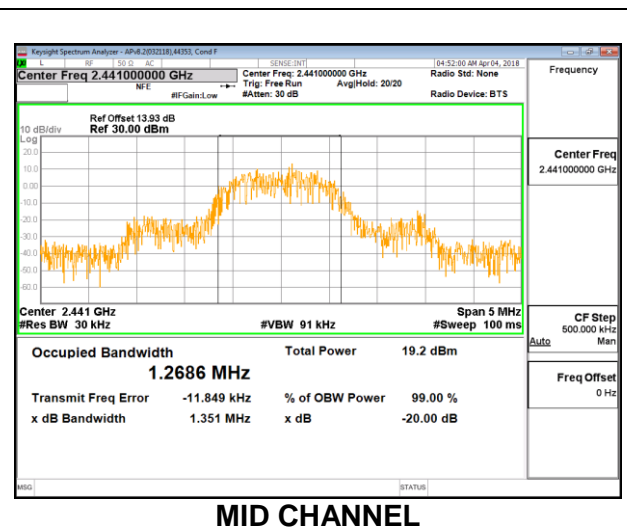 Keysight Spectrum Analyzer - APv8.2(032118),44353, Cond F
L RF 50 Ω AC SENSE:INT 04:52:00 AM Apr 04, 2018
Center Freq 2.441000000 GHz Center Freq: 2.441000000 GHz Radio Std: None Frequency
NFE Trig: Free Run Avg|Hold: 20/20
#IFGain:Low #Atten: 30 dB Radio Device: BTS
Ref Offset 13.93 dB
10 dB/div Ref 30.00 dBm
Log
20.0
10.0
0.00
-10.0
-20.0
-30.0
-40.0
-50.0
-60.0
Center Freq
2.441000000 GHz
Center 2.441 GHz Span 5 MHz
#Res BW 30 kHz #VBW 91 kHz #Sweep 100 ms
CF Step
500.000 kHz
Auto Man
Occupied Bandwidth Total Power 19.2 dBm
1.2686 MHz
Transmit Freq Error -11.849 kHz % of OBW Power 99.00 %
x dB Bandwidth 1.351 MHz x dB -20.00 dB
Freq Offset
0 Hz
MSG STATUS
MID CHANNEL